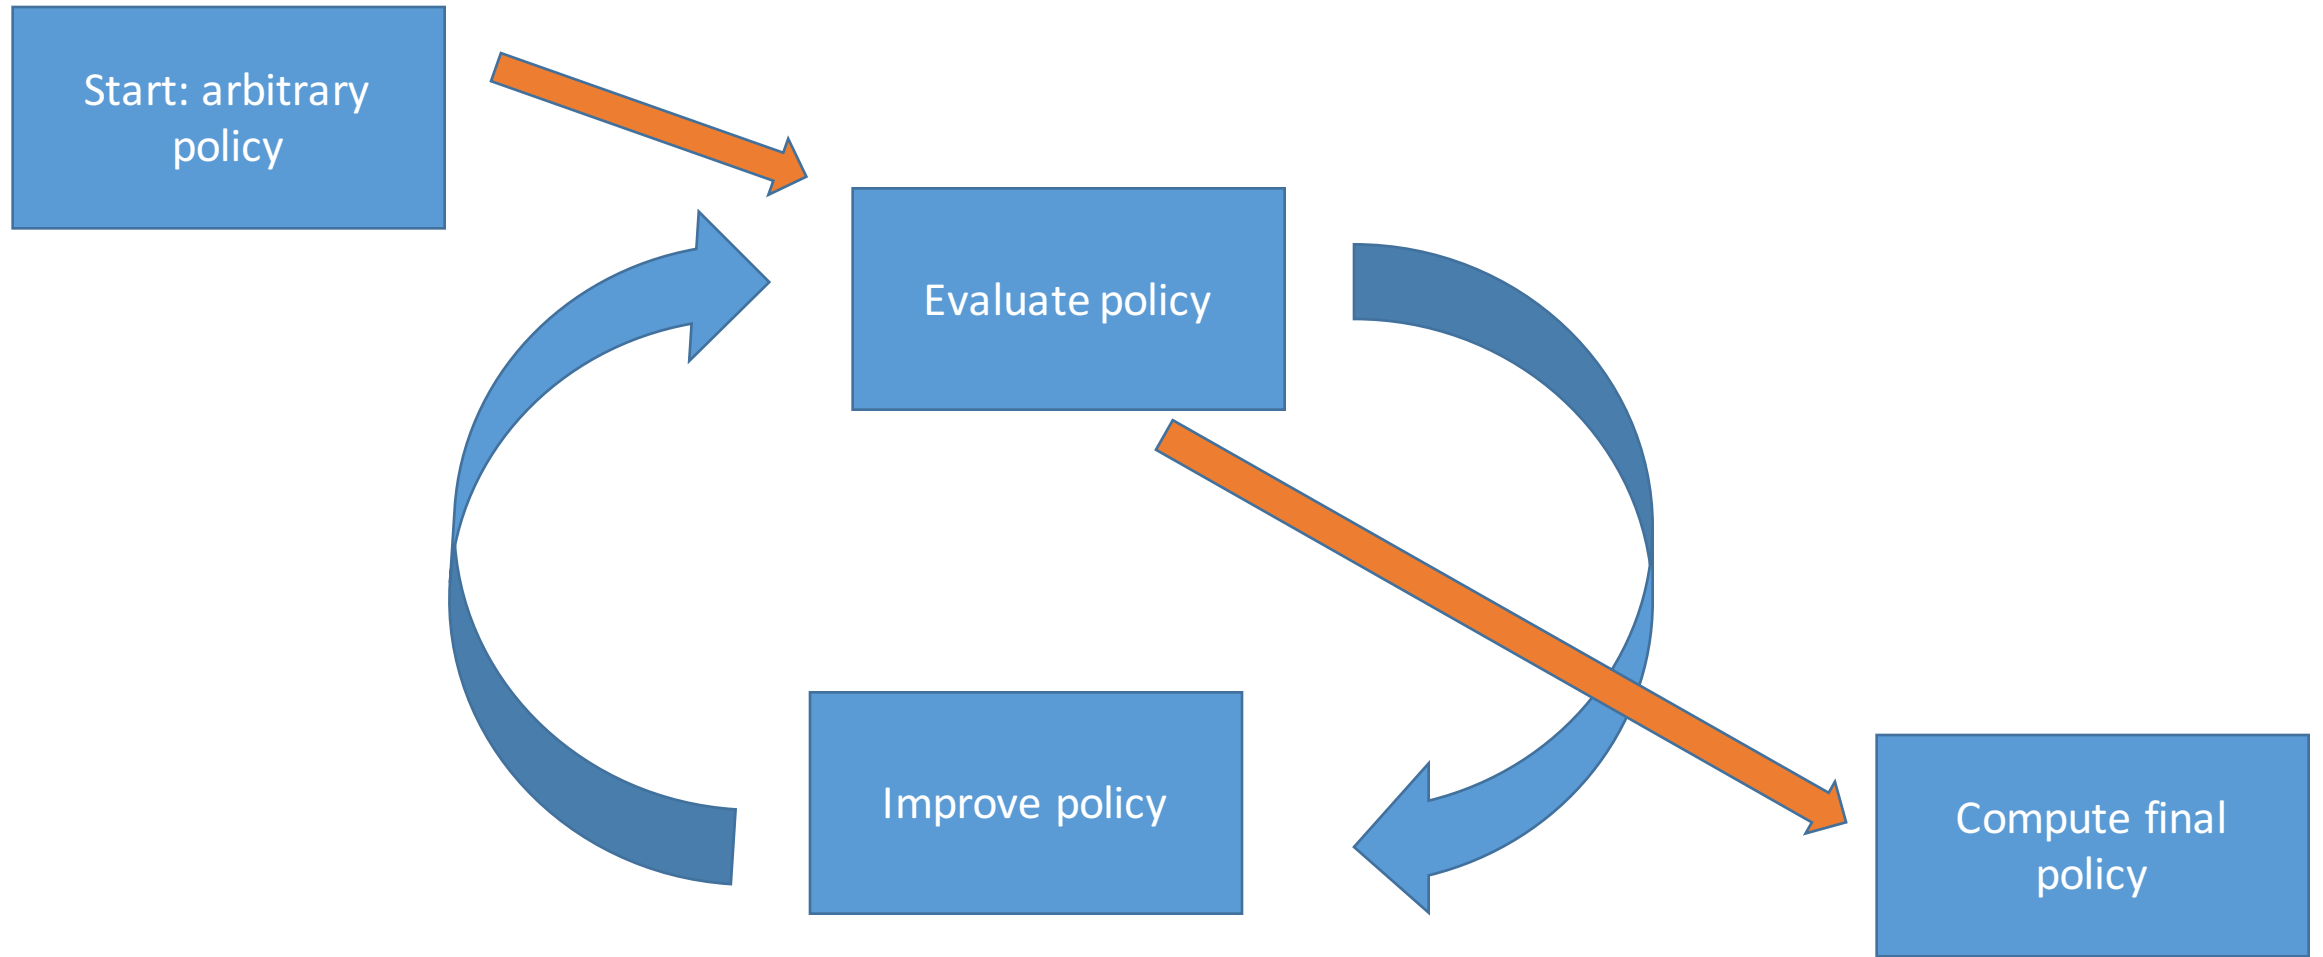 Start: arbitrary
policy
Evaluate policy
Improve policy
Compute final
policy